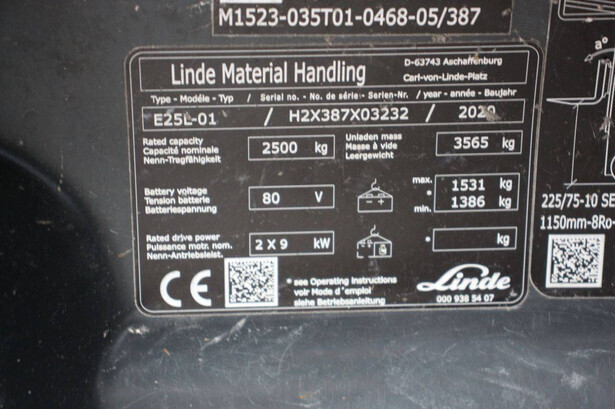 M1523-035T01-0468-05/387
Linde Material Handling
D-63743 Aschaffenburg
Carl-von-Linde-Platz
Type - Modéle - Typ / Serial no. - No. de série - Serien-Nr. / year - année - Baujahr
E25L-01 / H2X387X03232 / 2020
Rated capacity
Capacité nominale
Nenn-Tragfähigkeit
2500 kg
Unladen mass
Masse à vide
Leergewicht
3565 kg
Battery voltage
Tension batterie
Batteriespannung
80 V
max. 1531 kg
*
min. 1386 kg
Rated drive power
Puissance motr. nom.
Nenn-Antriebsleist.
2 X 9 kW
* kg
CE
* see Operating Instructions
voir Mode d'emploi
siehe Betriebsanleitung
Linde
000 938 54 07
a°
225/75-10 SE
1150mm-8Ro-